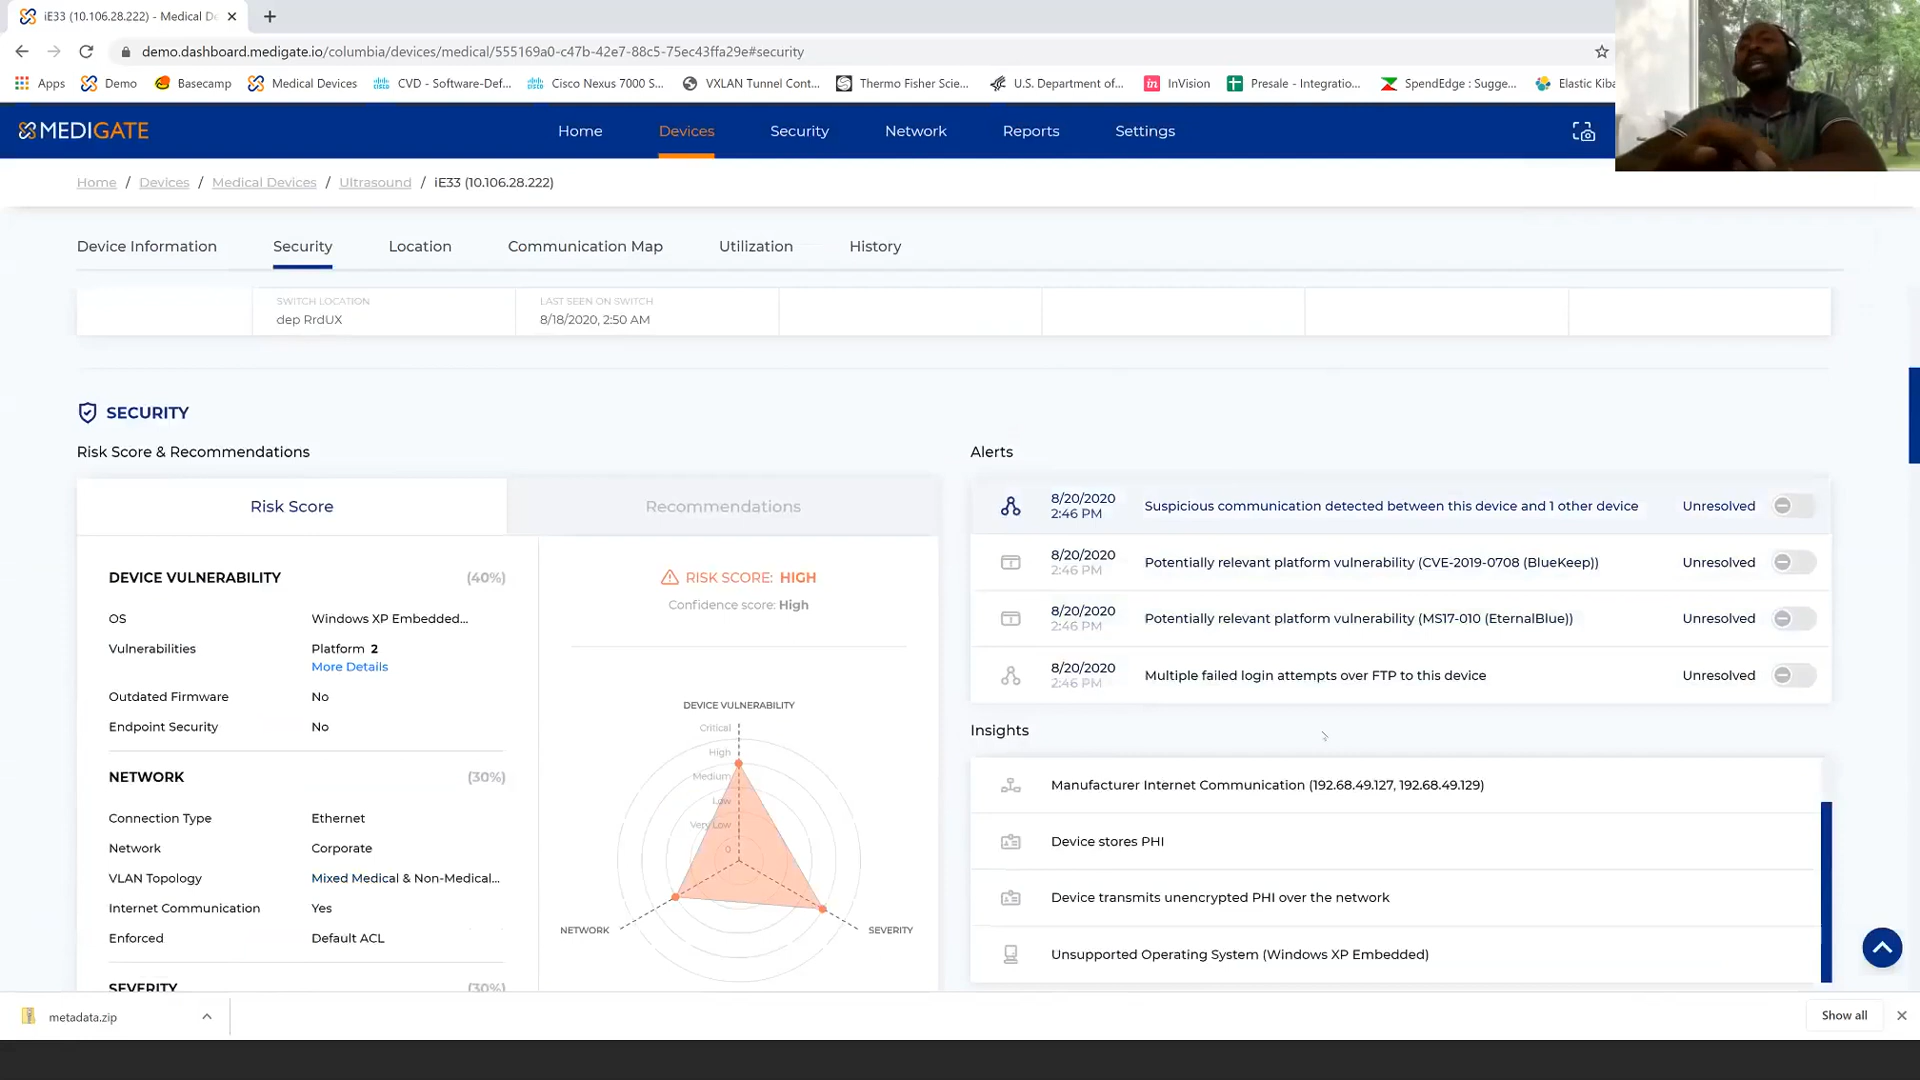 iE33 (10.106.28.222) - Medical De
demo.dashboard.medigate.io/columbia/devices/medical/555169a0-c47b-42e7-88c5-75ec43ffa29e#security
Apps Demo Basecamp Medical Devices CVD - Software-Def... Cisco Nexus 7000 S... VXLAN Tunnel Cont... Thermo Fisher Scie... U.S. Department of... in InVision Presale - Integratio... SpendEdge : Sugge... Elastic Kiba
MEDIGATE Home Devices Security Network Reports Settings
Home / Devices / Medical Devices / Ultrasound / iE33 (10.106.28.222)
Device Information Security Location Communication Map Utilization History
SWITCH LOCATION LAST SEEN ON SWITCH
dep RrdUX 8/18/2020, 2:50 AM
SECURITY
Risk Score & Recommendations
Risk Score Recommendations
DEVICE VULNERABILITY (40%)
OS Windows XP Embedded...
Vulnerabilities Platform 2
More Details
Outdated Firmware No
Endpoint Security No
NETWORK (30%)
Connection Type Ethernet
Network Corporate
VLAN Topology Mixed Medical & Non-Medical...
Internet Communication Yes
Enforced Default ACL
SEVERITY (30%)
RISK SCORE: HIGH
Confidence score: High
DEVICE VULNERABILITY
Critical
High
Medium
Low
Very Low
0
NETWORK SEVERITY
Alerts
8/20/2020 2:46 PM Suspicious communication detected between this device and 1 other device Unresolved
8/20/2020 2:46 PM Potentially relevant platform vulnerability (CVE-2019-0708 (BlueKeep)) Unresolved
8/20/2020 2:46 PM Potentially relevant platform vulnerability (MS17-010 (EternalBlue)) Unresolved
8/20/2020 2:46 PM Multiple failed login attempts over FTP to this device Unresolved
Insights
Manufacturer Internet Communication (192.68.49.127, 192.68.49.129)
Device stores PHI
Device transmits unencrypted PHI over the network
Unsupported Operating System (Windows XP Embedded)
metadata.zip Show all